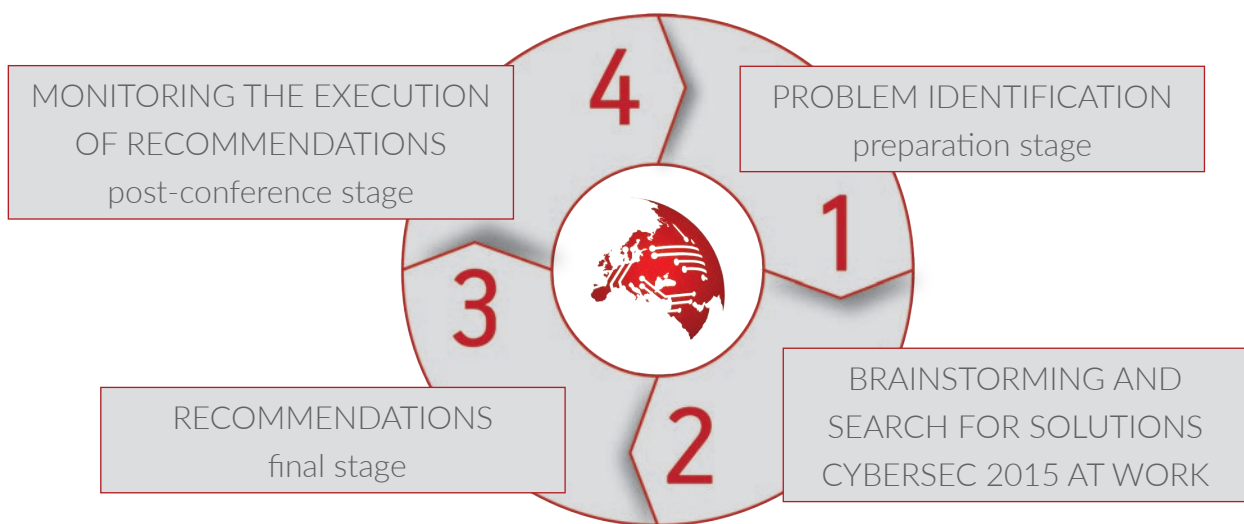 4
MONITORING THE EXECUTION
OF RECOMMENDATIONS
post-conference stage
PROBLEM IDENTIFICATION
preparation stage
1
3
RECOMMENDATIONS
final stage
2
BRAINSTORMING AND
SEARCH FOR SOLUTIONS
CYBERSEC 2015 AT WORK